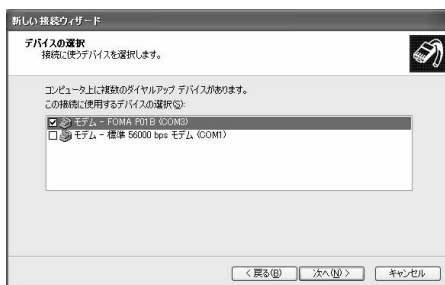 新しい接続ウィザード
デバイスの選択
接続に使うデバイスを選択します。
コンピュータ上に複数のダイヤルアップ デバイスがあります。
この接続に使用するデバイスの選択(S):
モデム - FOMA P01B (COM3)
モデム - 標準 56000 bps モデム (COM1)
< 戻る(B)
次へ(N) >
キャンセル